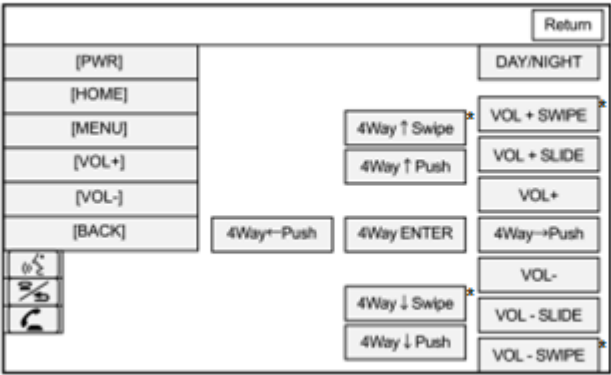 Return
[PWR]
DAY/NIGHT
[HOME]
VOL + SWIPE*
[MENU]
4Way↑Swipe*
[VOL+]
4Way↑Push
VOL + SLIDE
[VOL-]
VOL+
[BACK]
4Way←Push
4Way ENTER
4Way→Push
VOL-
4Way↓Swipe*
VOL - SLIDE
4Way↓Push
VOL - SWIPE*